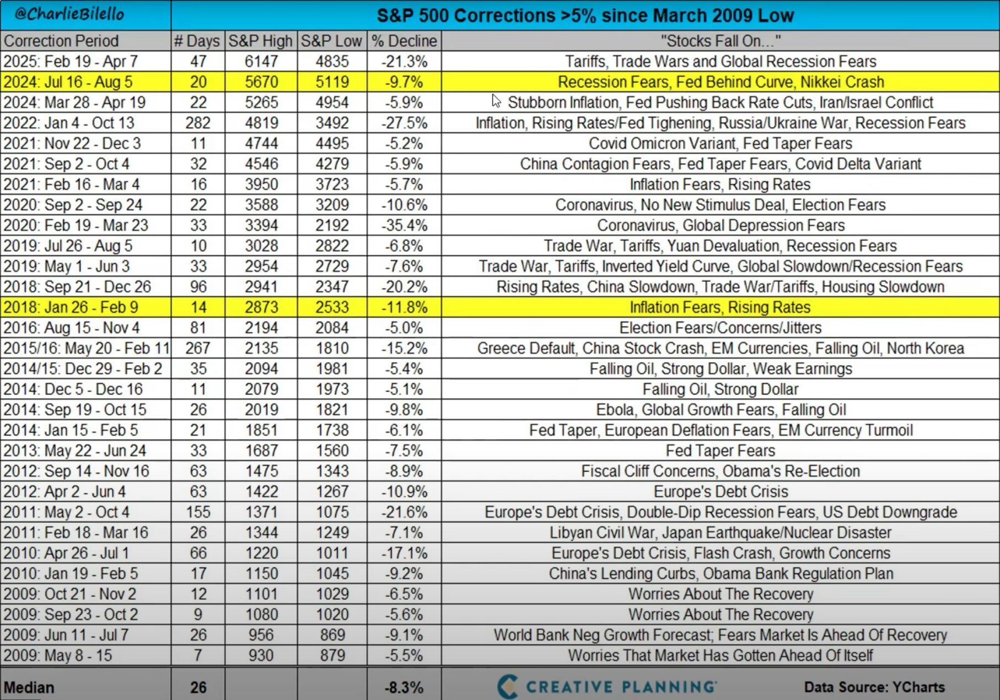 @CharlieBilello S&P 500 Corrections >5% since March 2009 Low
Correction Period # Days S&P High S&P Low % Decline "Stocks Fall On..."
2025: Feb 19 - Apr 7 47 6147 4835 -21.3% Tariffs, Trade Wars and Global Recession Fears
2024: Jul 16 - Aug 5 20 5670 5119 -9.7% Recession Fears, Fed Behind Curve, Nikkei Crash
2024: Mar 28 - Apr 19 22 5265 4954 -5.9% Stubborn Inflation, Fed Pushing Back Rate Cuts, Iran/Israel Conflict
2022: Jan 4 - Oct 13 282 4819 3492 -27.5% Inflation, Rising Rates/Fed Tighening, Russia/Ukraine War, Recession Fears
2021: Nov 22 - Dec 3 11 4744 4495 -5.2% Covid Omicron Variant, Fed Taper Fears
2021: Sep 2 - Oct 4 32 4546 4279 -5.9% China Contagion Fears, Fed Taper Fears, Covid Delta Variant
2021: Feb 16 - Mar 4 16 3950 3723 -5.7% Inflation Fears, Rising Rates
2020: Sep 2 - Sep 24 22 3588 3209 -10.6% Coronavirus, No New Stimulus Deal, Election Fears
2020: Feb 19 - Mar 23 33 3394 2192 -35.4% Coronavirus, Global Depression Fears
2019: Jul 26 - Aug 5 10 3028 2822 -6.8% Trade War, Tariffs, Yuan Devaluation, Recession Fears
2019: May 1 - Jun 3 33 2954 2729 -7.6% Trade War, Tariffs, Inverted Yield Curve, Global Slowdown/Recession Fears
2018: Sep 21 - Dec 26 96 2941 2347 -20.2% Rising Rates, China Slowdown, Trade War/Tariffs, Housing Slowdown
2018: Jan 26 - Feb 9 14 2873 2533 -11.8% Inflation Fears, Rising Rates
2016: Aug 15 - Nov 4 81 2194 2084 -5.0% Election Fears/Concerns/Jitters
2015/16: May 20 - Feb 11 267 2135 1810 -15.2% Greece Default, China Stock Crash, EM Currencies, Falling Oil, North Korea
2014/15: Dec 29 - Feb 2 35 2094 1981 -5.4% Falling Oil, Strong Dollar, Weak Earnings
2014: Dec 5 - Dec 16 11 2079 1973 -5.1% Falling Oil, Strong Dollar
2014: Sep 19 - Oct 15 26 2019 1821 -9.8% Ebola, Global Growth Fears, Falling Oil
2014: Jan 15 - Feb 5 21 1851 1738 -6.1% Fed Taper, European Deflation Fears, EM Currency Turmoil
2013: May 22 - Jun 24 33 1687 1560 -7.5% Fed Taper Fears
2012: Sep 14 - Nov 16 63 1475 1343 -8.9% Fiscal Cliff Concerns, Obama's Re-Election
2012: Apr 2 - Jun 4 63 1422 1267 -10.9% Europe's Debt Crisis
2011: May 2 - Oct 4 155 1371 1075 -21.6% Europe's Debt Crisis, Double-Dip Recession Fears, US Debt Downgrade
2011: Feb 18 - Mar 16 26 1344 1249 -7.1% Libyan Civil War, Japan Earthquake/Nuclear Disaster
2010: Apr 26 - Jul 1 66 1220 1011 -17.1% Europe's Debt Crisis, Flash Crash, Growth Concerns
2010: Jan 19 - Feb 5 17 1150 1045 -9.2% China's Lending Curbs, Obama Bank Regulation Plan
2009: Oct 21 - Nov 2 12 1101 1029 -6.5% Worries About The Recovery
2009: Sep 23 - Oct 2 9 1080 1020 -5.6% Worries About The Recovery
2009: Jun 11 - Jul 7 26 956 869 -9.1% World Bank Neg Growth Forecast; Fears Market Is Ahead Of Recovery
2009: May 8 - 15 7 930 879 -5.5% Worries That Market Has Gotten Ahead Of Itself
Median 26 -8.3% CREATIVE PLANNING Data Source: YCharts